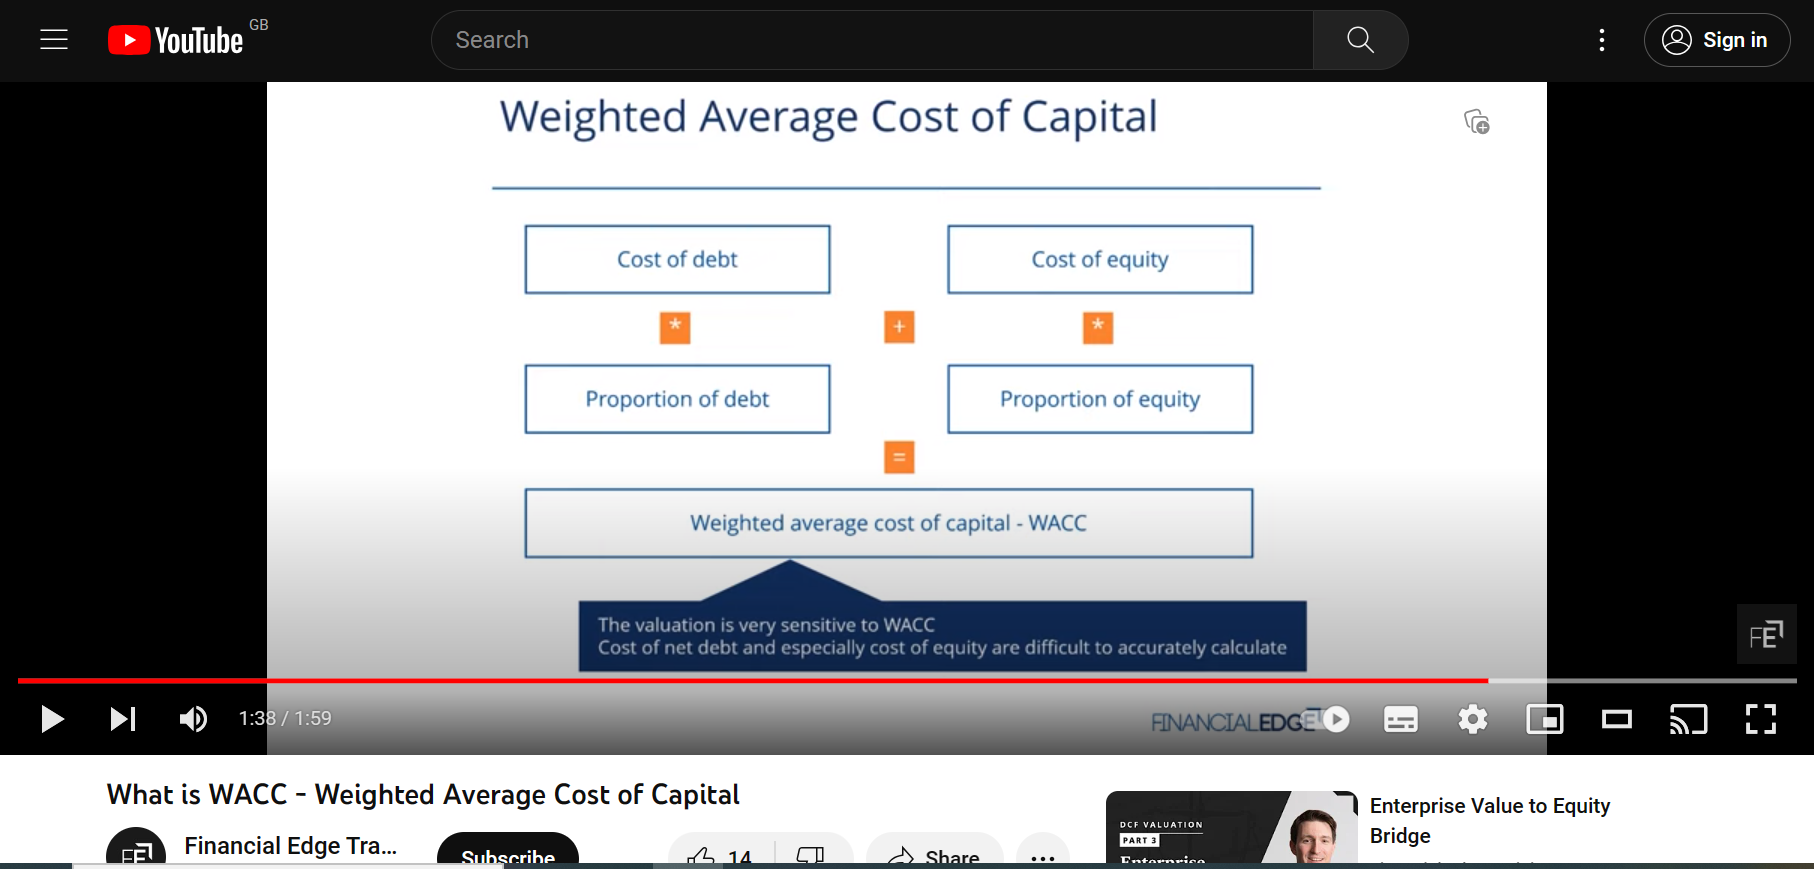 YouTube GB
Search
Sign in
Weighted Average Cost of Capital
Cost of debt
Cost of equity
*
+
*
Proportion of debt
Proportion of equity
=
Weighted average cost of capital - WACC
The valuation is very sensitive to WACC
Cost of net debt and especially cost of equity are difficult to accurately calculate
FE
1:38 / 1:59
FINANCIALEDGE
What is WACC - Weighted Average Cost of Capital
FE
Financial Edge Tra...
Subscribe
14
Share
DCF VALUATION
PART 3
Enterprise
Enterprise Value to Equity
Bridge